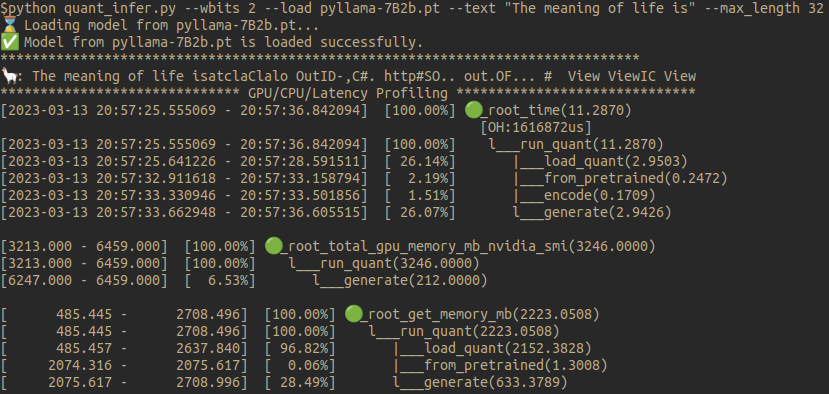 $python quant_infer.py --wbits 2 --load pyllama-7B2b.pt --text "The meaning of life is" --max_length 32
⌛ Loading model from pyllama-7B2b.pt...
✅ Model from pyllama-7B2b.pt is loaded successfully.
********************************************************************************
🦙: The meaning of life isatclaClalo OutID-,C#. http#SO.. out.OF... #  View ViewIC View
****************************** GPU/CPU/Latency Profiling ******************************
[2023-03-13 20:57:25.555069 - 20:57:36.842094]  [100.00%] 🟢_root_time(11.2870)
[OH:1616872us]
[2023-03-13 20:57:25.555069 - 20:57:36.842094]  [100.00%]    l___run_quant(11.2870)
[2023-03-13 20:57:25.641226 - 20:57:28.591511]  [ 26.14%]       |___load_quant(2.9503)
[2023-03-13 20:57:32.911618 - 20:57:33.158794]  [  2.19%]       |___from_pretrained(0.2472)
[2023-03-13 20:57:33.330946 - 20:57:33.501856]  [  1.51%]       |___encode(0.1709)
[2023-03-13 20:57:33.662948 - 20:57:36.605515]  [ 26.07%]       l___generate(2.9426)
[3213.000 - 6459.000]  [100.00%] 🟢_root_total_gpu_memory_mb_nvidia_smi(3246.0000)
[3213.000 - 6459.000]  [100.00%]    l___run_quant(3246.0000)
[6247.000 - 6459.000]  [  6.53%]       l___generate(212.0000)
[      485.445 -      2708.496]  [100.00%] 🟢_root_get_memory_mb(2223.0508)
[      485.445 -      2708.496]  [100.00%]    l___run_quant(2223.0508)
[      485.457 -      2637.840]  [ 96.82%]       |___load_quant(2152.3828)
[     2074.316 -      2075.617]  [  0.06%]       |___from_pretrained(1.3008)
[     2075.617 -      2708.996]  [ 28.49%]       l___generate(633.3789)